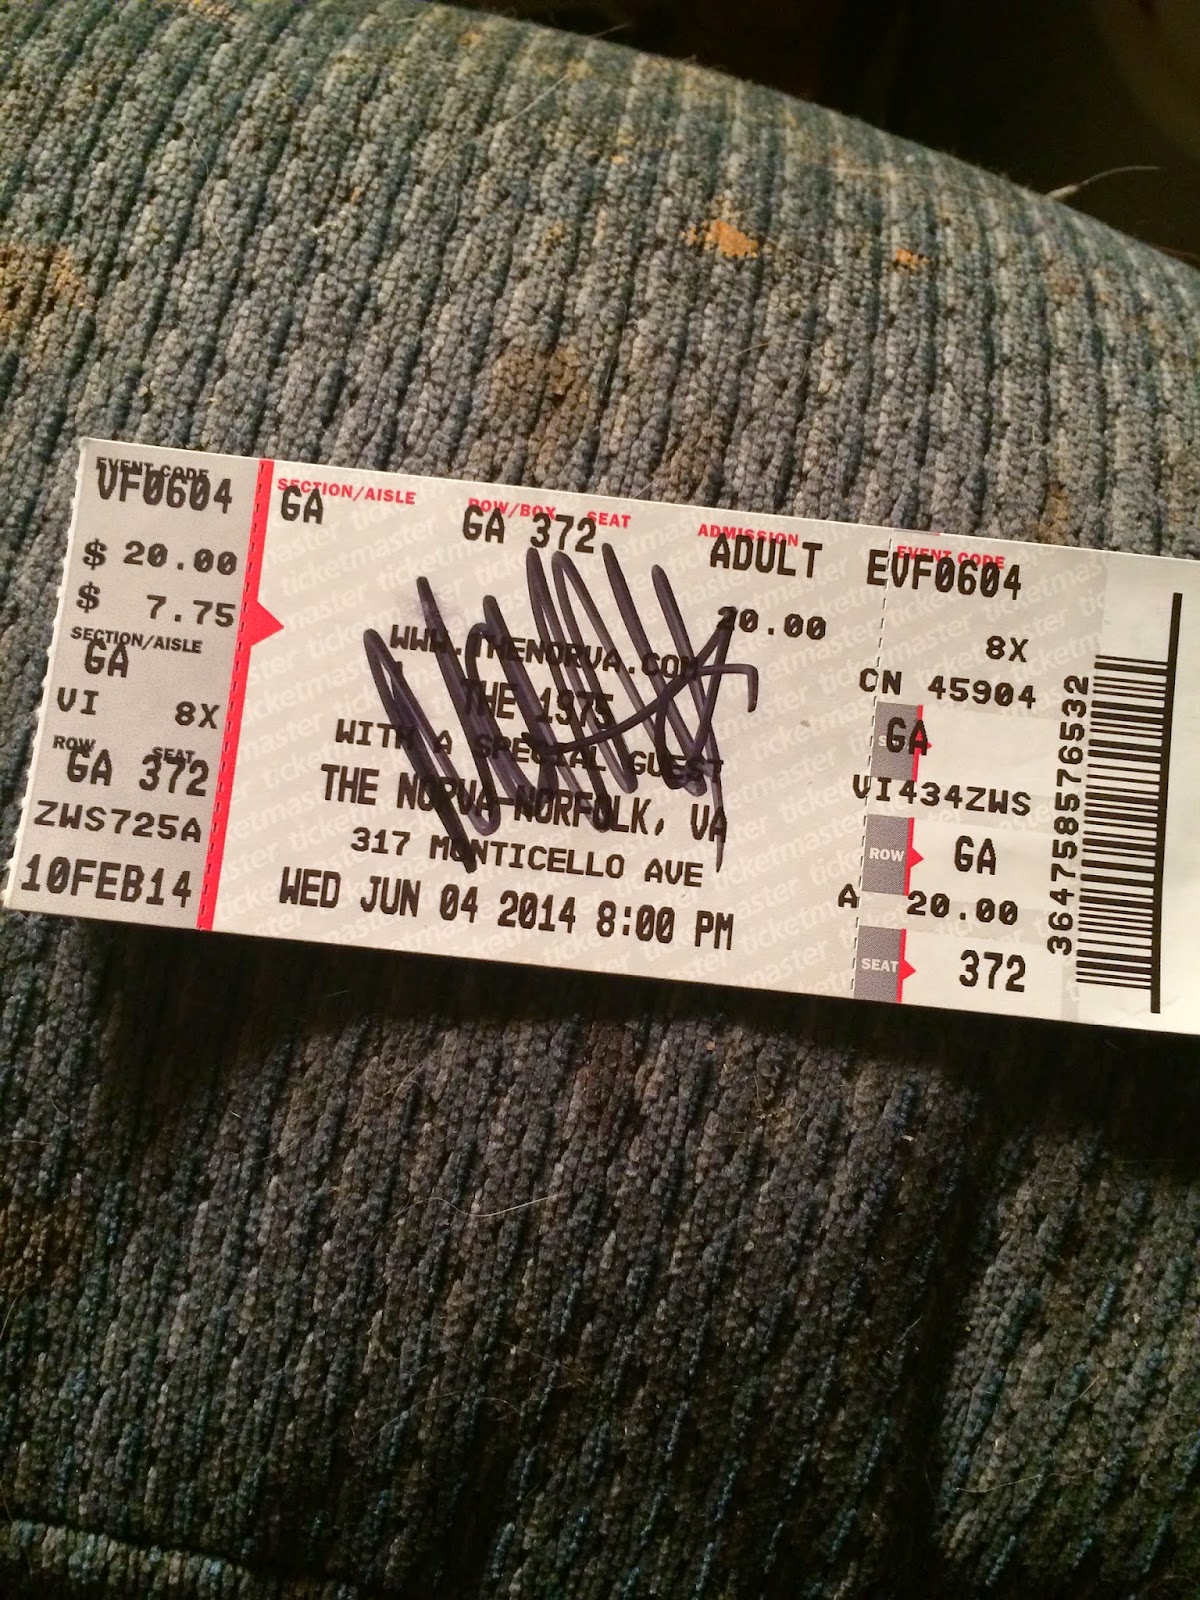 EVENT CODE
VF0604
$ 20.00
$ 7.75
SECTION/AISLE
GA
VI 8X
ROW SEAT
GA 372
ZWS725A
10FEB14
SECTION/AISLE ROW/BOX SEAT ADMISSION
GA GA 372 ADULT
20.00
WWW.THENORVA.COM
THE 1975
WITH A SPECIAL GUEST
THE NORVA-NORFOLK, VA
317 MONTICELLO AVE
WED JUN 04 2014 8:00 PM
EVENT CODE
EVF0604
8X
CN 45904
GA
VI434ZWS
ROW GA
A 20.00
SEAT 372
364758576532
ticketmaster